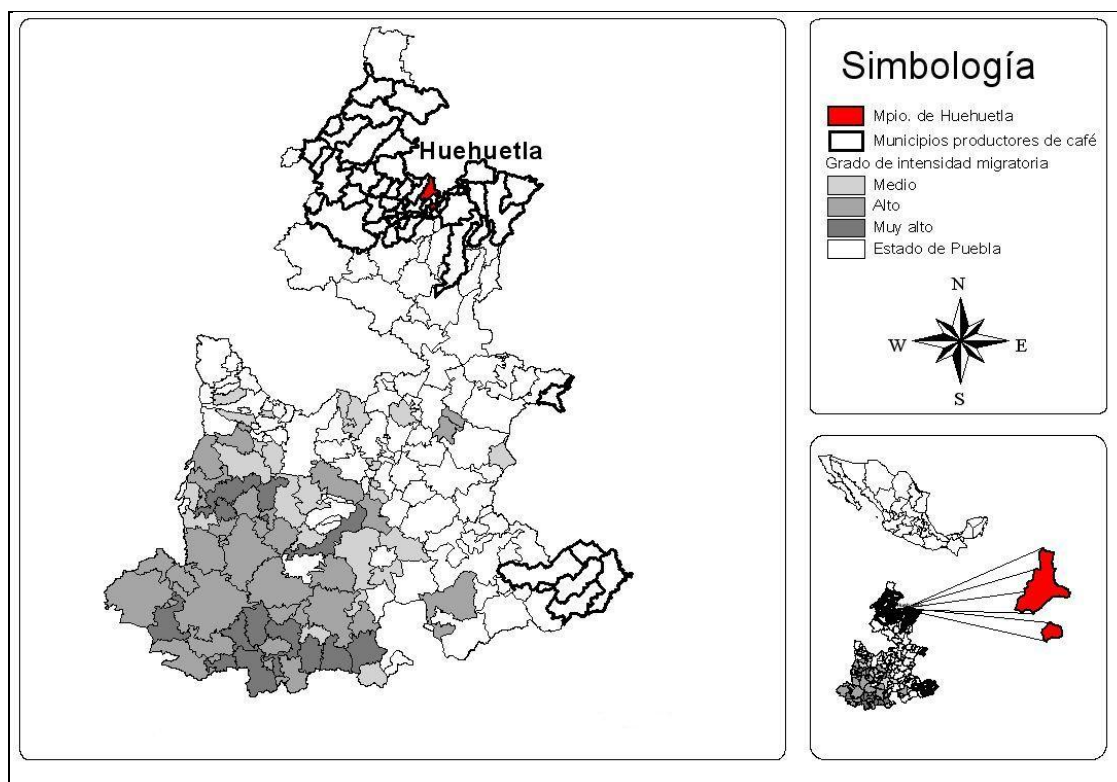 Huehuetla
Simbología
Mpio. de Huehuetla
Municipios productores de café
Grado de intensidad migratoria
Medio
Alto
Muy alto
Estado de Puebla
N
W E
S